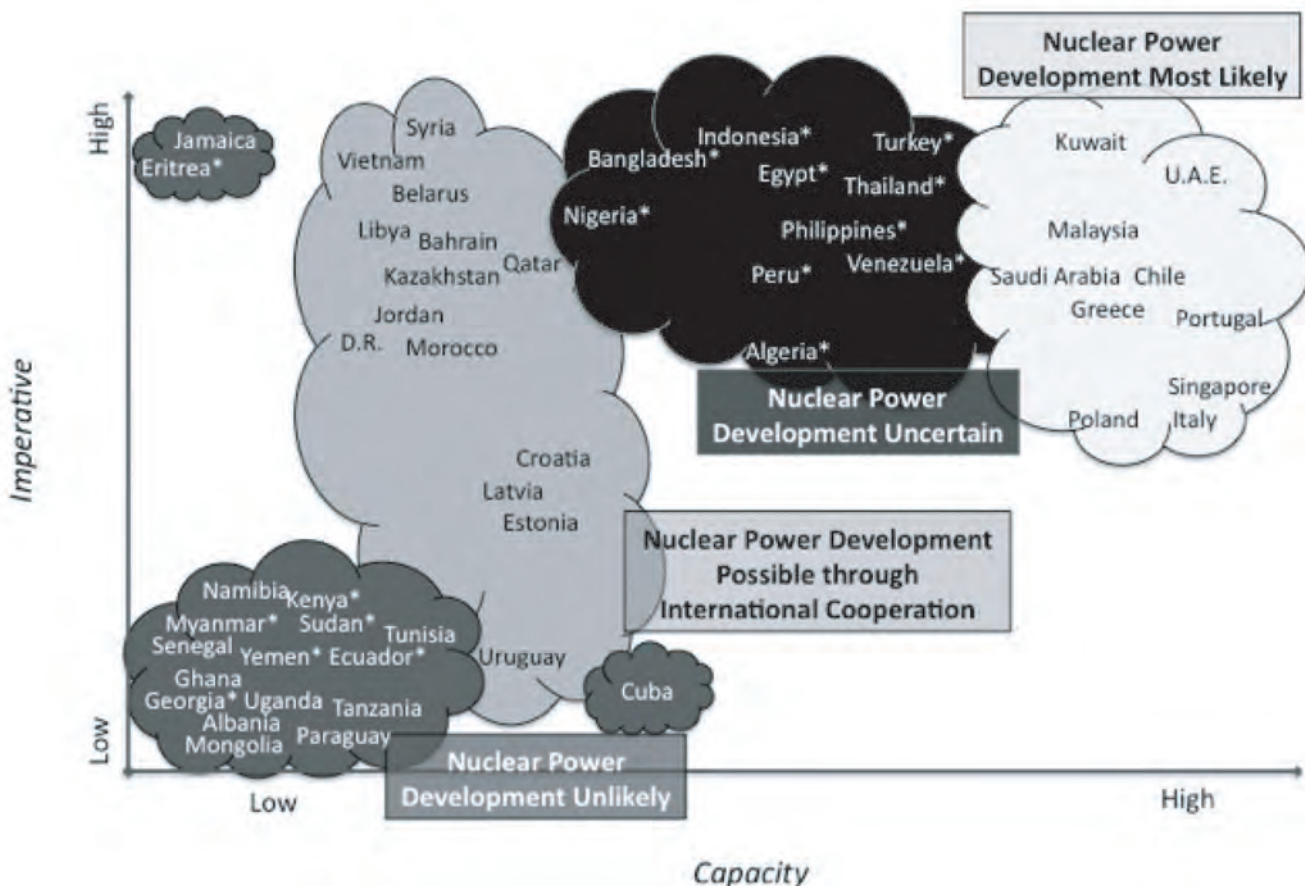 Nuclear Power
Development Most Likely
High
Jamaica
Eritrea*
Syria
Vietnam
Belarus
Libya
Bahrain
Qatar
Kazakhstan
Jordan
D.R.
Morocco
Croatia
Latvia
Estonia
Uruguay
Indonesia*
Turkey*
Bangladesh*
Egypt*
Thailand*
Nigeria*
Philippines*
Venezuela*
Peru*
Algeria*
Nuclear Power
Development Uncertain
Kuwait
U.A.E.
Malaysia
Saudi Arabia
Chile
Greece
Portugal
Singapore
Poland
Italy
Imperative
Nuclear Power Development
Possible through
International Cooperation
Namibia
Kenya*
Myanmar*
Sudan*
Tunisia
Senegal
Yemen*
Ecuador*
Ghana
Georgia*
Uganda
Tanzania
Albania
Paraguay
Mongolia
Cuba
Low
Nuclear Power
Development Unlikely
Low
High
Capacity